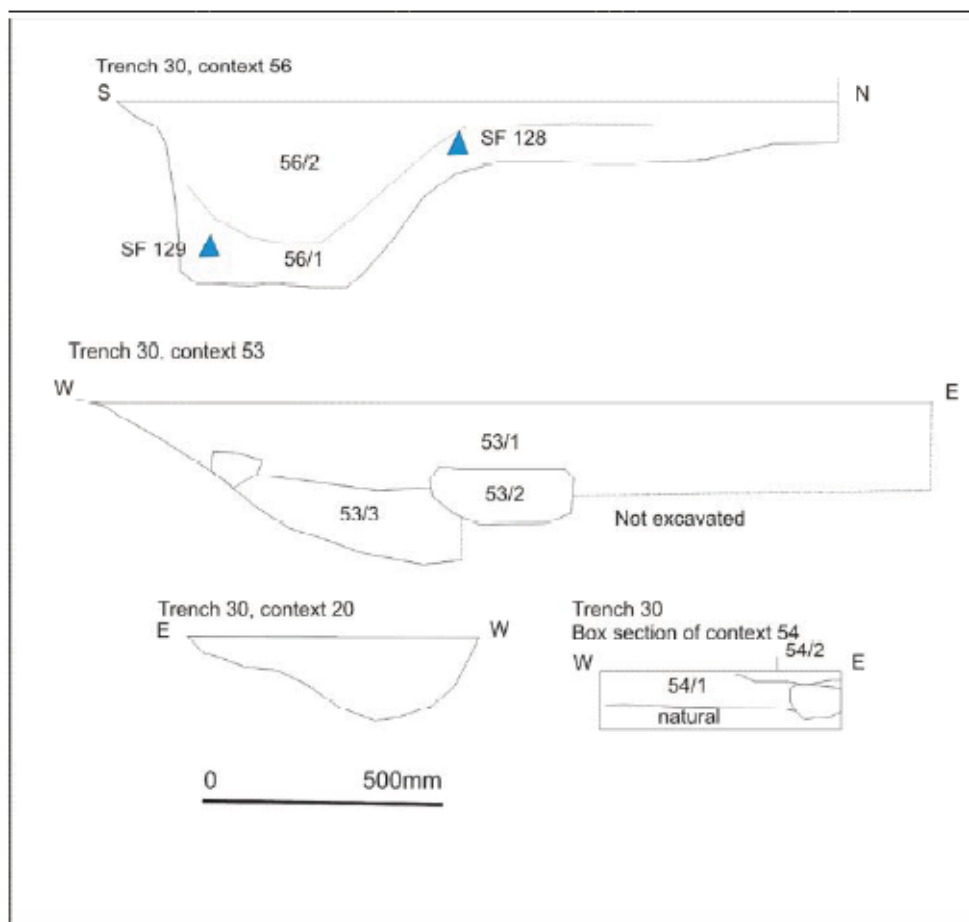 Trench 30, context 56
S N
SF 128
56/2
SF 129
56/1
Trench 30. context 53
W E
53/1
53/2
53/3
Not excavated
Trench 30, context 20
E W
Trench 30
Box section of context 54
54/2
W E
54/1
natural
0 500mm